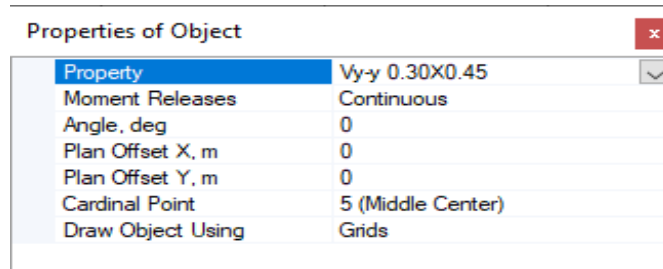 Properties of Object
x
Property Vy-y 0.30X0.45
Moment Releases Continuous
Angle, deg 0
Plan Offset X, m 0
Plan Offset Y, m 0
Cardinal Point 5 (Middle Center)
Draw Object Using Grids